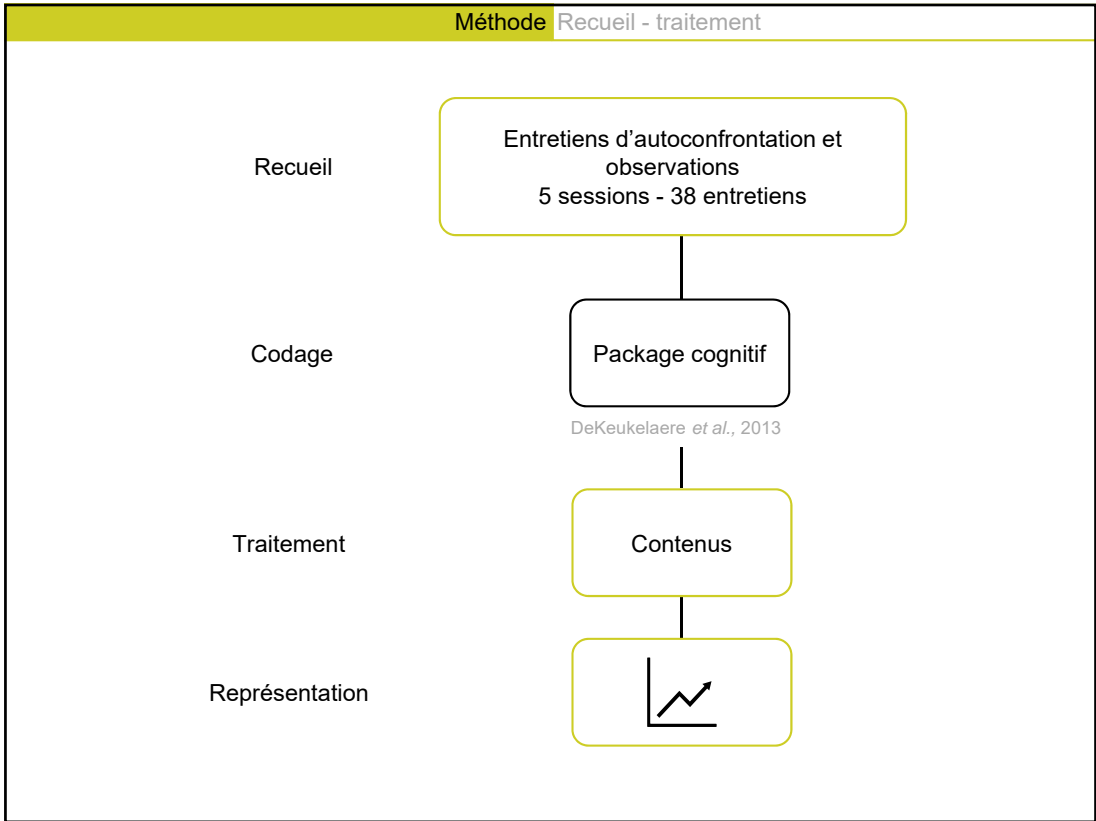 Méthode Recueil - traitement
Recueil
Entretiens d'autoconfrontation et
observations
5 sessions - 38 entretiens
Codage
Package cognitif
DeKeukelaere et al., 2013
Traitement
Contenus
Représentation